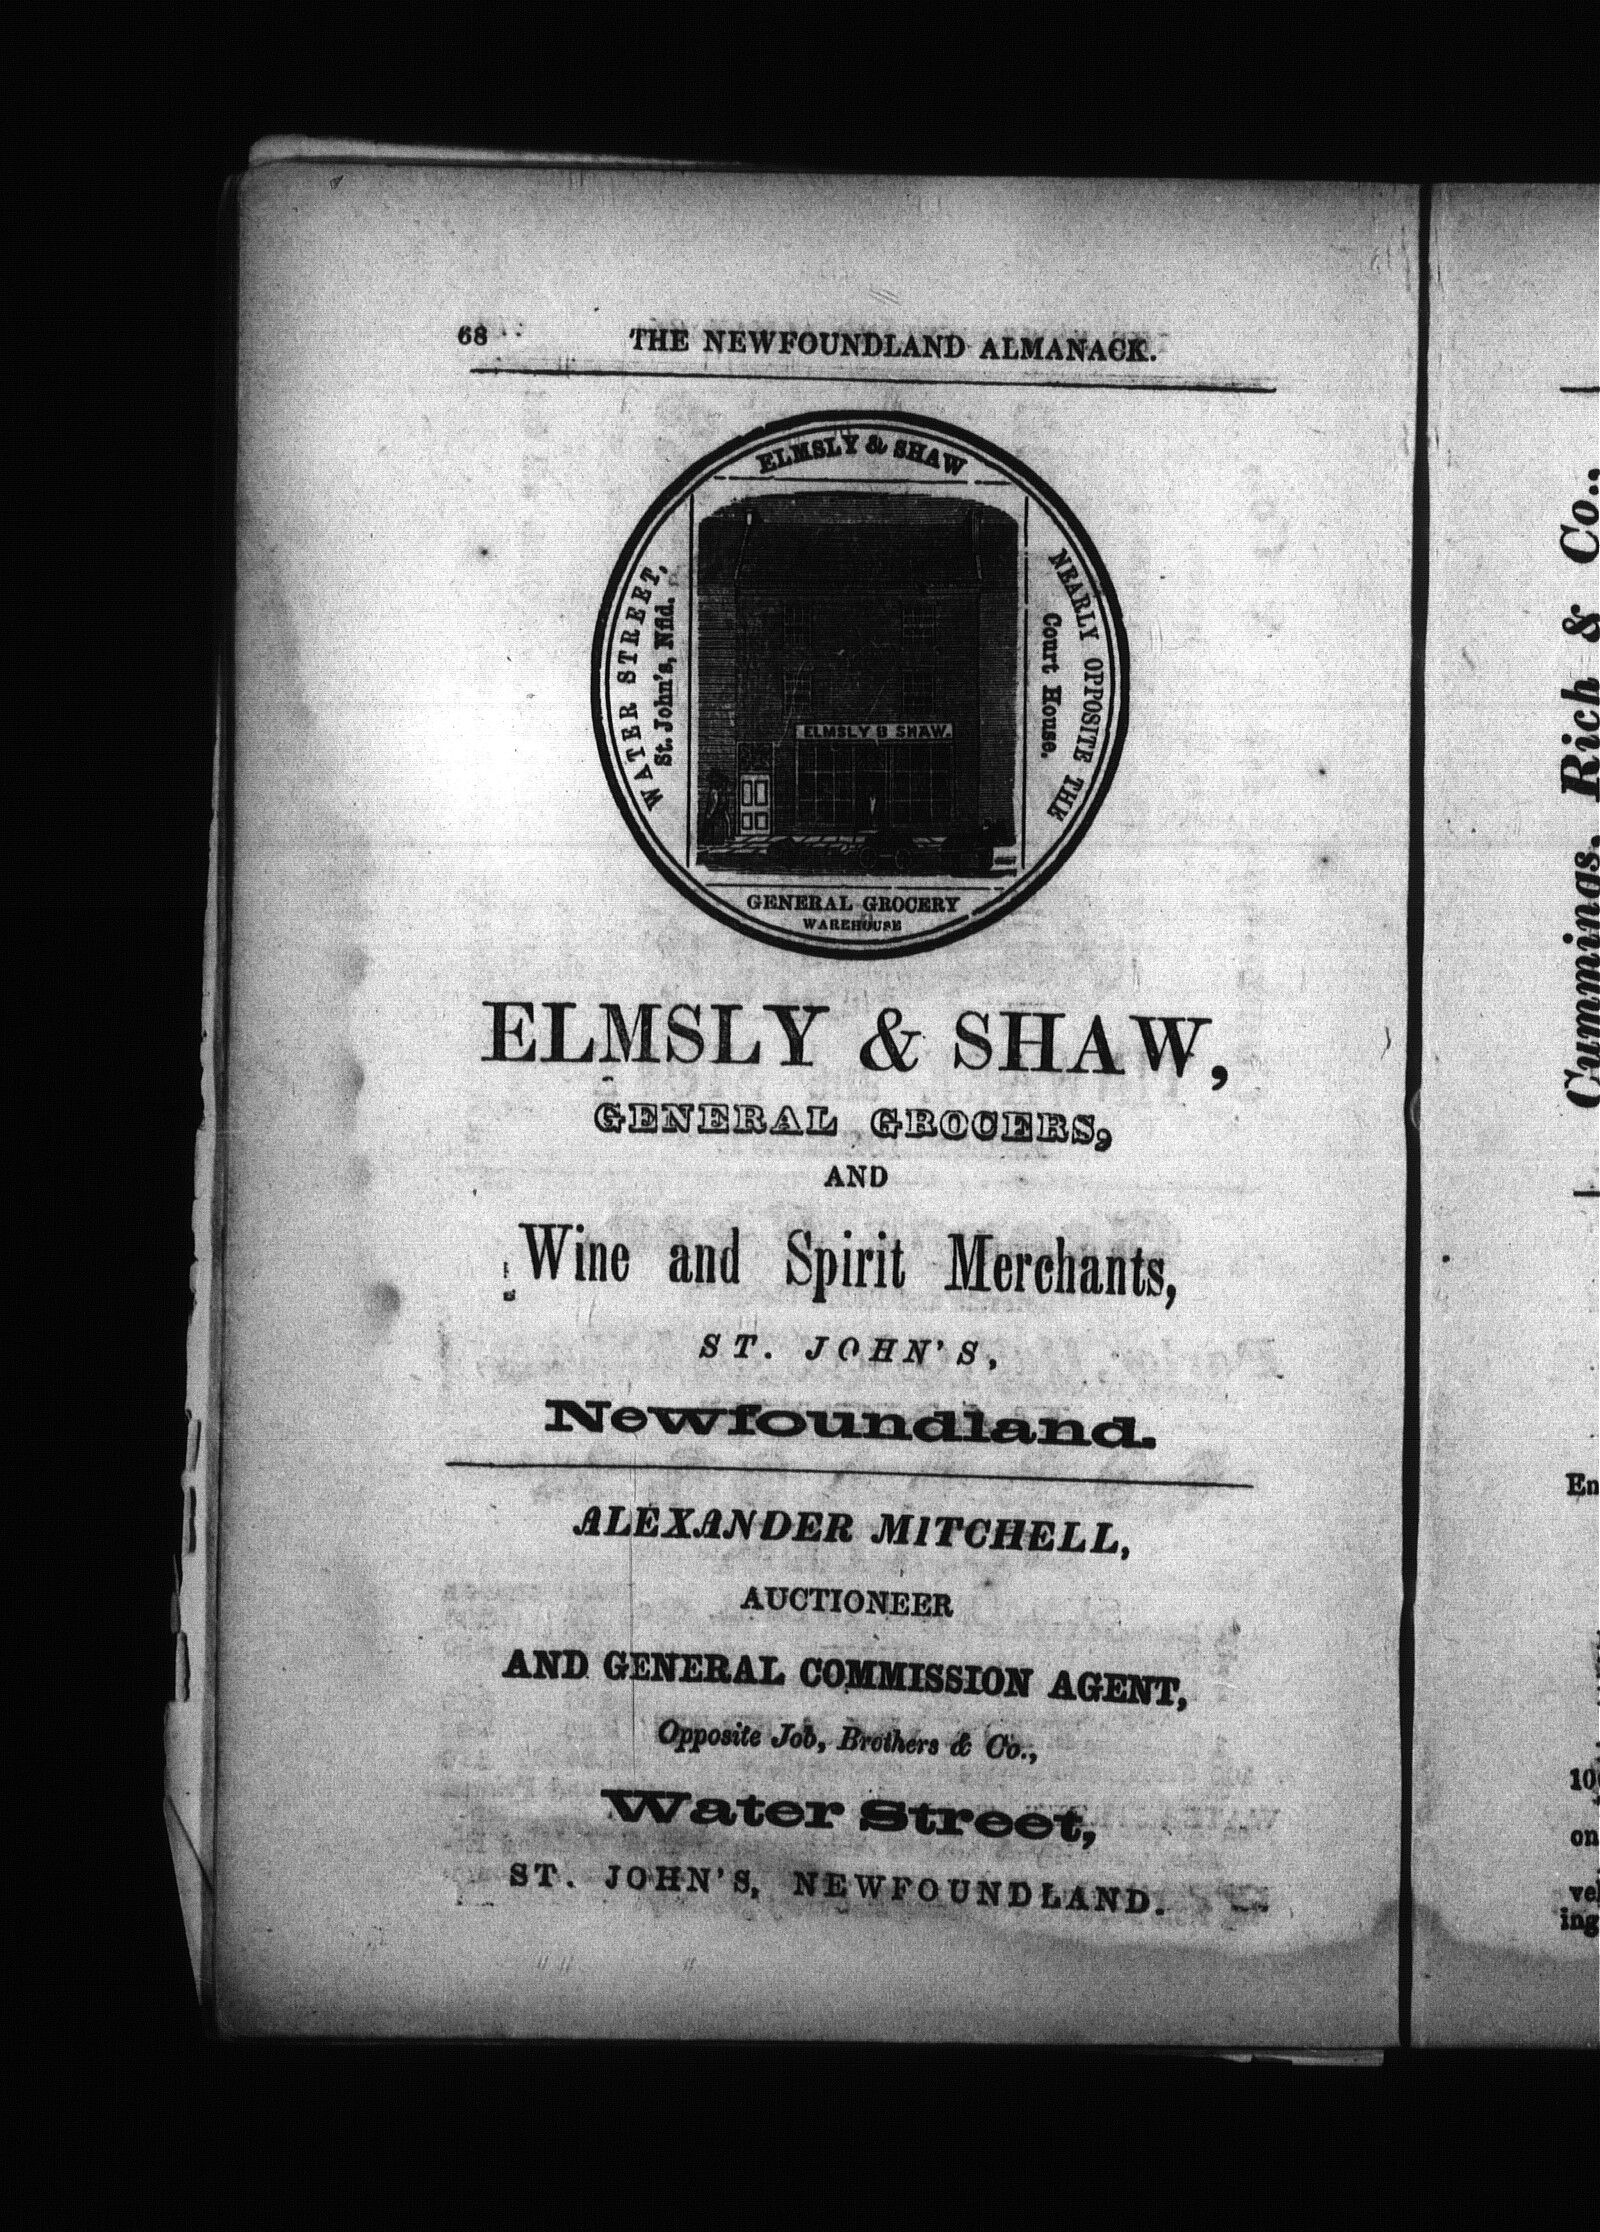 68 THE NEWFOUNDLAND ALMANACK.
ELMSLY & SHAW
WATER STREET,
St. John's, Nfld.
NEARLY OPPOSITE THE
Court House.
ELMSLY & SHAW.
GENERAL GROCERY
WAREHOUSE
ELMSLY & SHAW,
GENERAL GROCERS,
AND
Wine and Spirit Merchants,
ST. JOHN'S,
Newfoundland.
ALEXANDER MITCHELL,
AUCTIONEER
AND GENERAL COMMISSION AGENT,
Opposite Job, Brothers & Co.,
Water Street,
ST. JOHN'S, NEWFOUNDLAND.
Cummings, Rich & Co.,